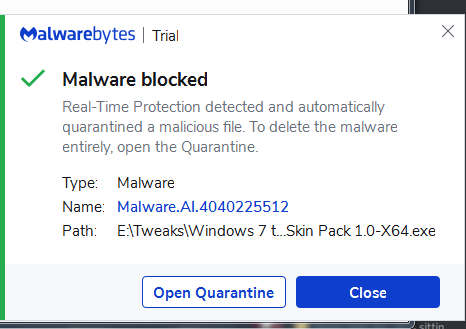 Malwarebytes | Trial
Malware blocked
Real-Time Protection detected and automatically
quarantined a malicious file. To delete the malware
entirely, open the Quarantine.
Type: Malware
Name: Malware.AI.4040225512
Path: E:\Tweaks\Windows 7 t...Skin Pack 1.0-X64.exe
Open Quarantine
Close
sittin